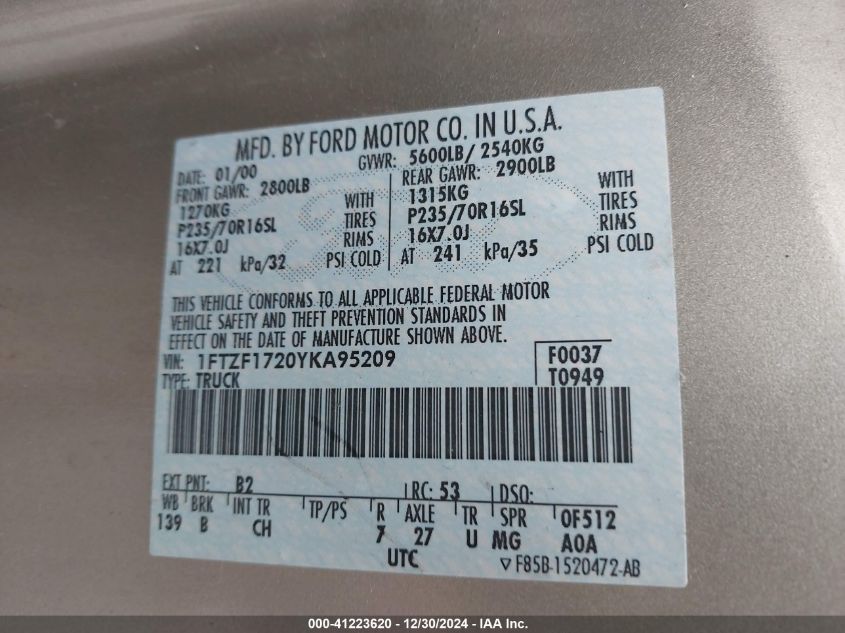 MFD. BY FORD MOTOR CO. IN U.S.A.
DATE: 01/00 GVWR: 5600LB/ 2540KG
FRONT GAWR: 2800LB REAR GAWR: 2900LB
1270KG WITH 1315KG WITH
P235/70R16SL TIRES P235/70R16SL TIRES
16X7.0J RIMS 16X7.0J RIMS
AT 221 kPa/32 PSI COLD AT 241 kPa/35 PSI COLD
THIS VEHICLE CONFORMS TO ALL APPLICABLE FEDERAL MOTOR
VEHICLE SAFETY AND THEFT PREVENTION STANDARDS IN
EFFECT ON THE DATE OF MANUFACTURE SHOWN ABOVE.
VIN: 1FTZF1720YKA95209 F0037
TYPE: TRUCK T0949
EXT PNT: B2 RC: 53 DSO:
WB BRK INT TR TP/PS R AXLE TR SPR 0F512
139 B CH 7 27 U MG A0A
UTC ▽ F85B-1520472-AB
000-41223620 - 12/30/2024 - IAA Inc.